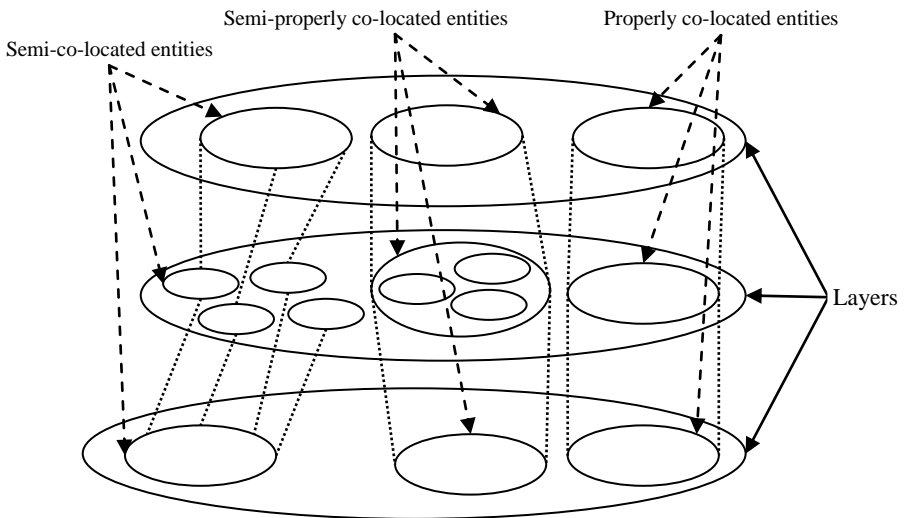 Semi-properly co-located entities
Properly co-located entities
Semi-co-located entities
Layers